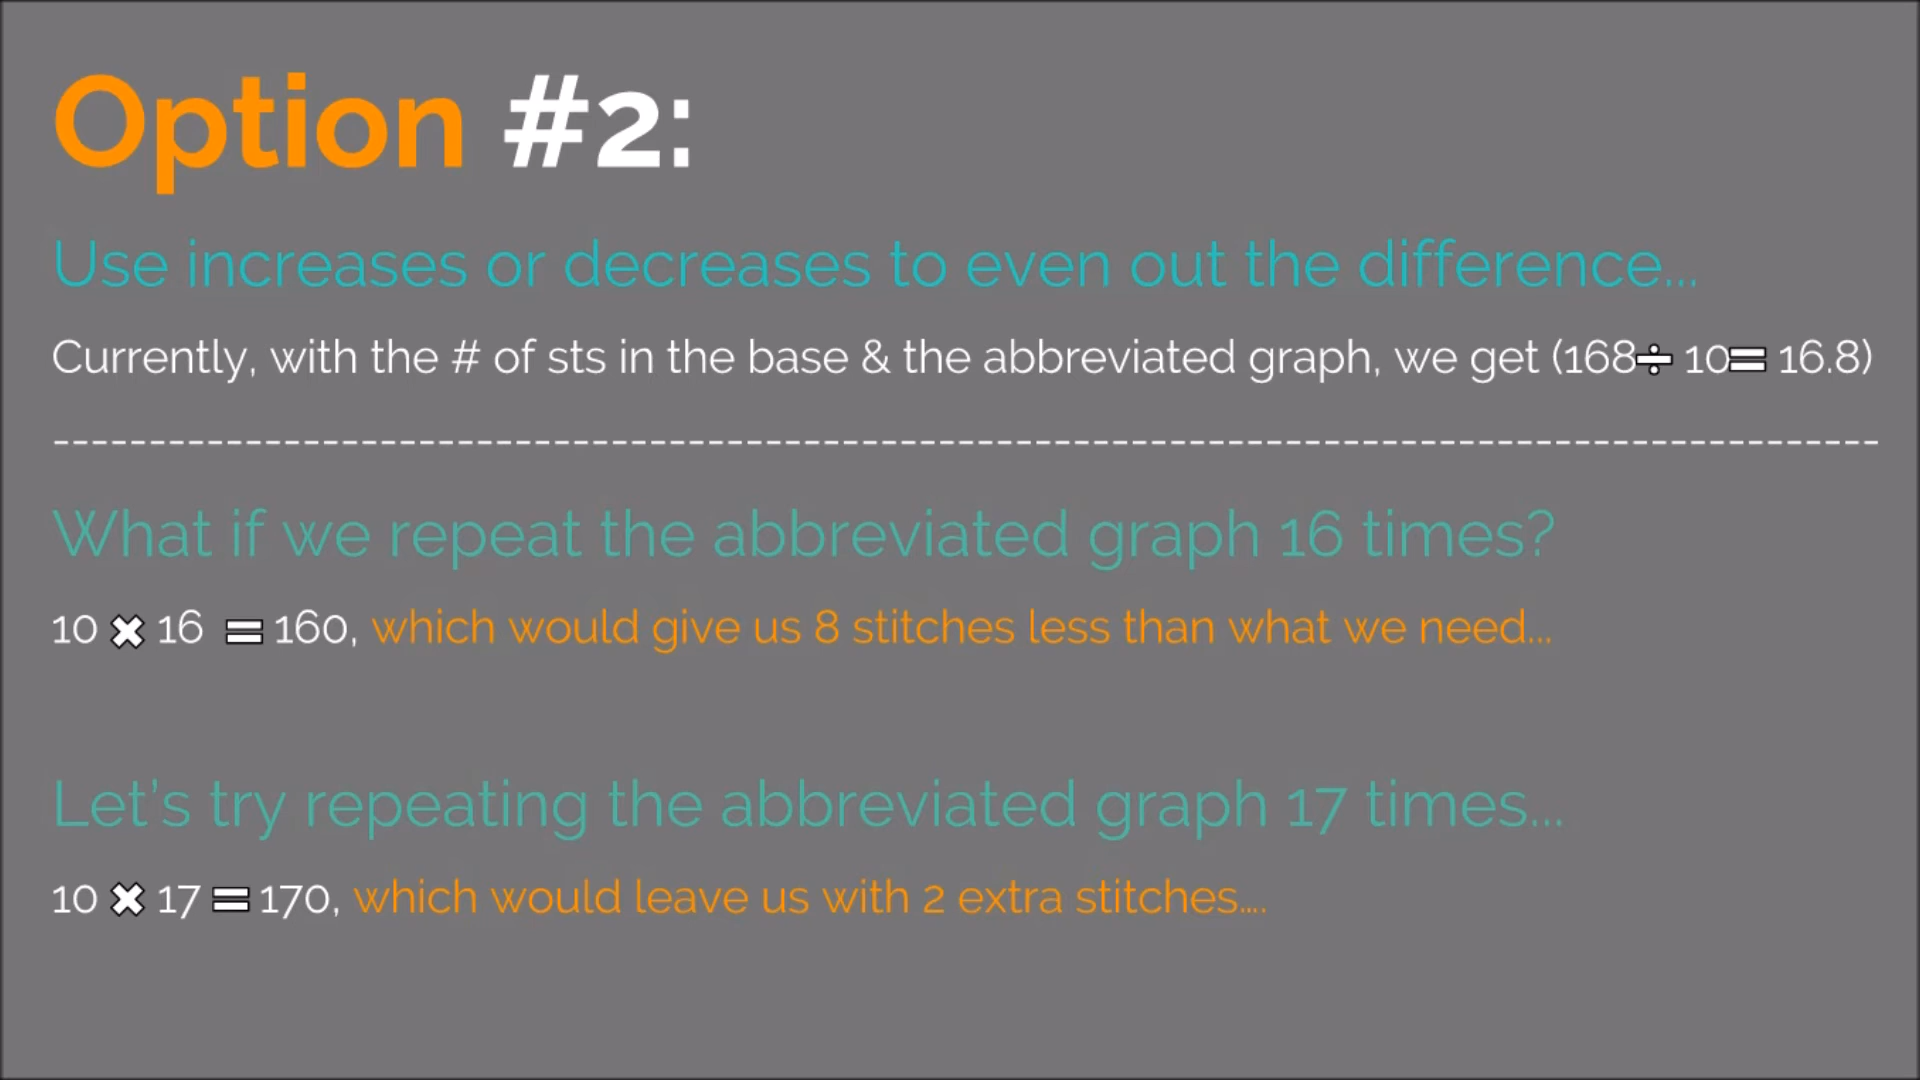 Option #2:
Use increases or decreases to even out the difference...
Currently, with the # of sts in the base & the abbreviated graph, we get (168÷ 10= 16.8)
------------------------------------------------------------------------------------------------
What if we repeat the abbreviated graph 16 times?
10 ✖ 16 = 160, which would give us 8 stitches less than what we need...
Let's try repeating the abbreviated graph 17 times...
10 ✖ 17 = 170, which would leave us with 2 extra stitches....